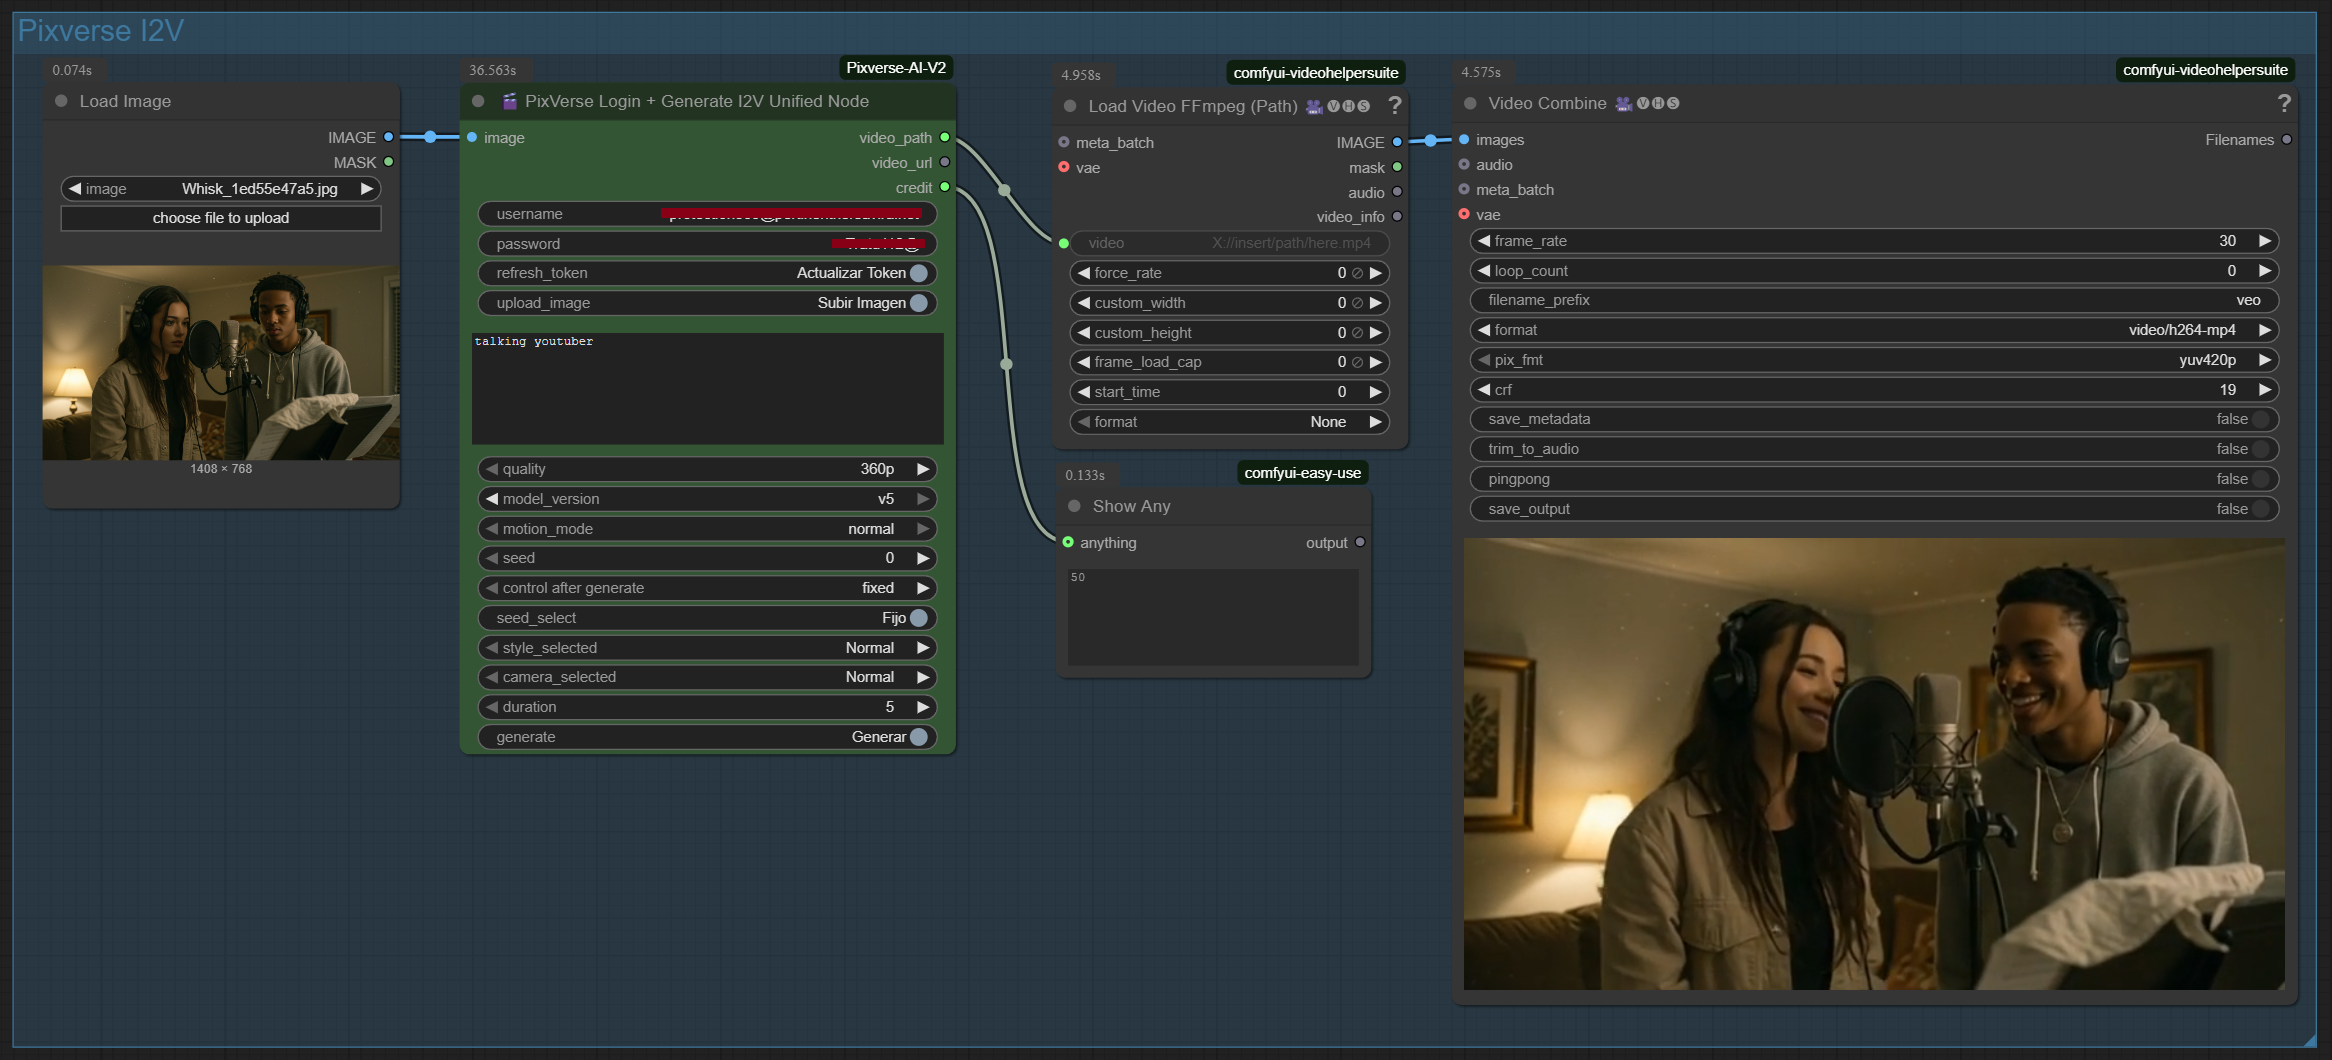 Pixverse I2V
0.074s
Load Image
IMAGE
MASK
image Whisk_1ed55e47a5.jpg
choose file to upload
1408 × 768
36.563s
Pixverse-AI-V2
PixVerse Login + Generate I2V Unified Node
image video_path
video_url
credit
username
password
refresh_token Actualizar Token
upload_image Subir Imagen
talking youtuber
quality 360p
model_version v5
motion_mode normal
seed 0
control after generate fixed
seed_select Fijo
style_selected Normal
camera_selected Normal
duration 5
generate Generar
4.958s
comfyui-videohelpersuite
Load Video FFmpeg (Path) VHS ?
meta_batch IMAGE
vae mask
audio
video_info
video X://insert/path/here.mp4
force_rate 0
custom_width 0
custom_height 0
frame_load_cap 0
start_time 0
format None
0.133s
comfyui-easy-use
Show Any
anything output
50
4.575s
comfyui-videohelpersuite
Video Combine VHS ?
images Filenames
audio
meta_batch
vae
frame_rate 30
loop_count 0
filename_prefix veo
format video/h264-mp4
pix_fmt yuv420p
crf 19
save_metadata false
trim_to_audio false
pingpong false
save_output false